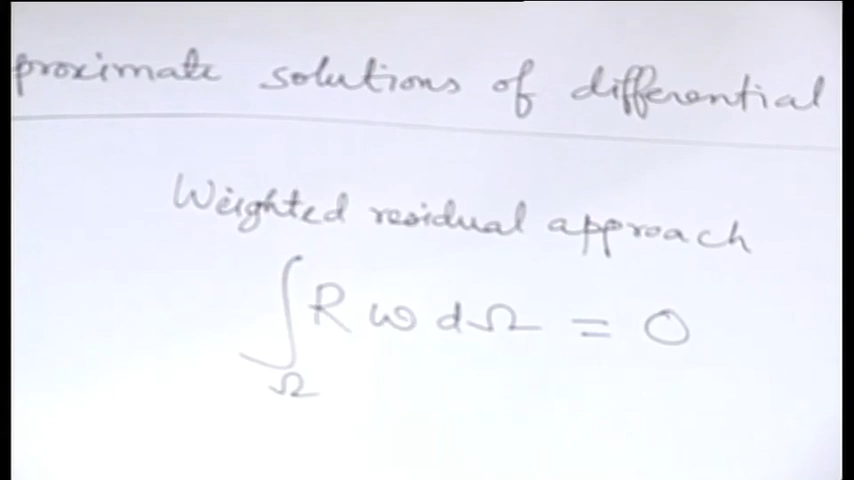 proximate solutions of differential
Weighted residual approach
∫ R w dΩ = 0
Ω